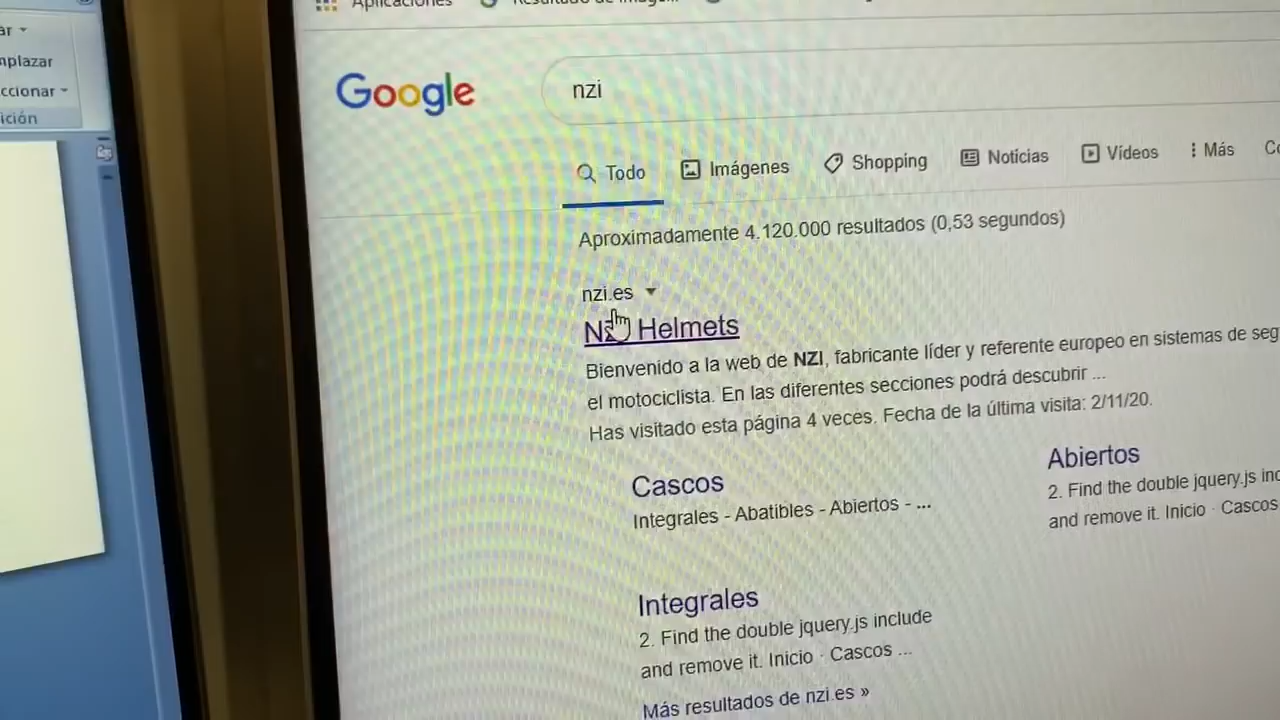 Aplicaciones
Google
nzi
Todo
Imágenes
Shopping
Noticias
Vídeos
Más
Aproximadamente 4.120.000 resultados (0,53 segundos)
nzi.es
Helmets
Bienvenido a la web de NZI, fabricante líder y referente europeo en sistemas de seg
el motociclista. En las diferentes secciones podrá descubrir ...
Has visitado esta página 4 veces. Fecha de la última visita: 2/11/20.
Cascos
Integrales - Abatibles - Abiertos - ...
Abiertos
2. Find the double jquery.js inc
and remove it. Inicio · Cascos
Integrales
2. Find the double jquery.js include
and remove it. Inicio · Cascos ...
Más resultados de nzi.es »
ar
mplazar
ccionar
ición